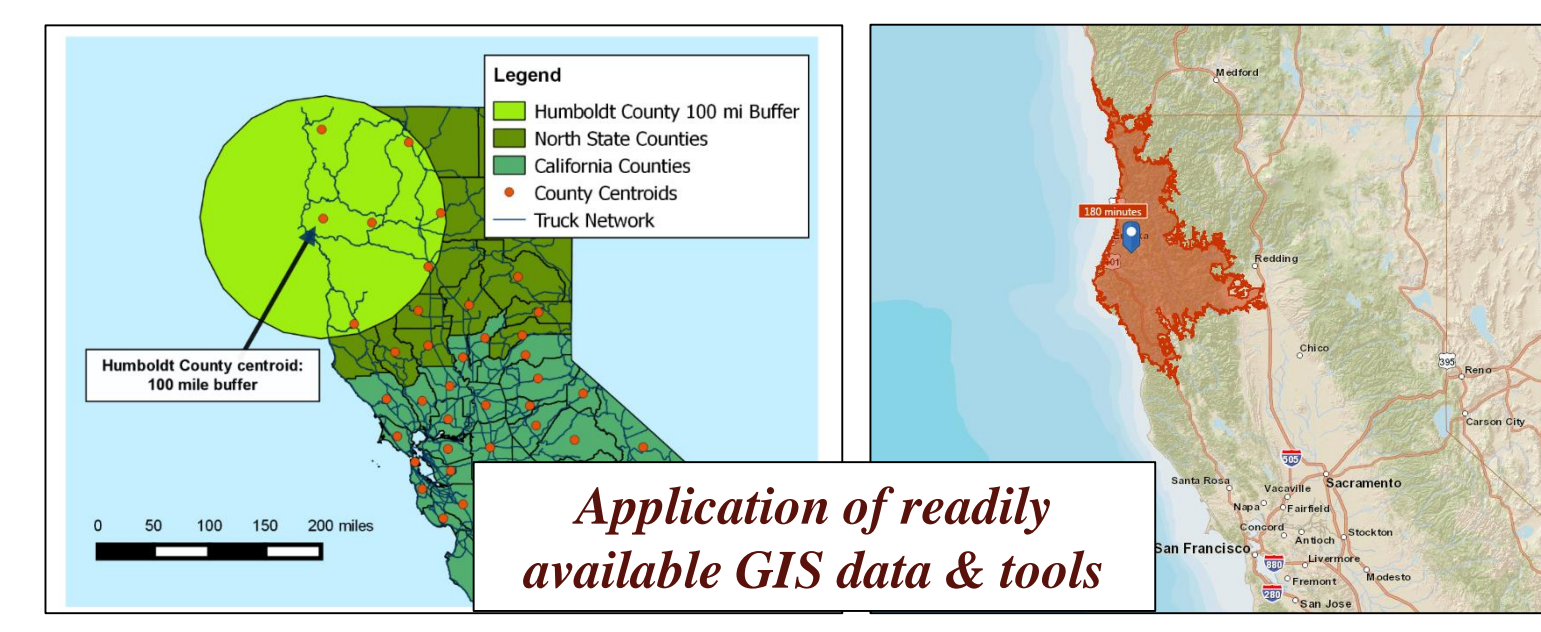 Legend
Humboldt County 100 mi Buffer
North State Counties
California Counties
County Centroids
Truck Network
Humboldt County centroid:
100 mile buffer
0 50 100 150 200 miles
Application of readily
available GIS data & tools
Medford
180 minutes
101
Redding
Chico
395
Reno
Carson City
505
Santa Rosa
Vacaville
Sacramento
Napa
Fairfield
Concord
Antioch
Stockton
San Francisco
Livermore
880
Modesto
Fremont
280
San Jose